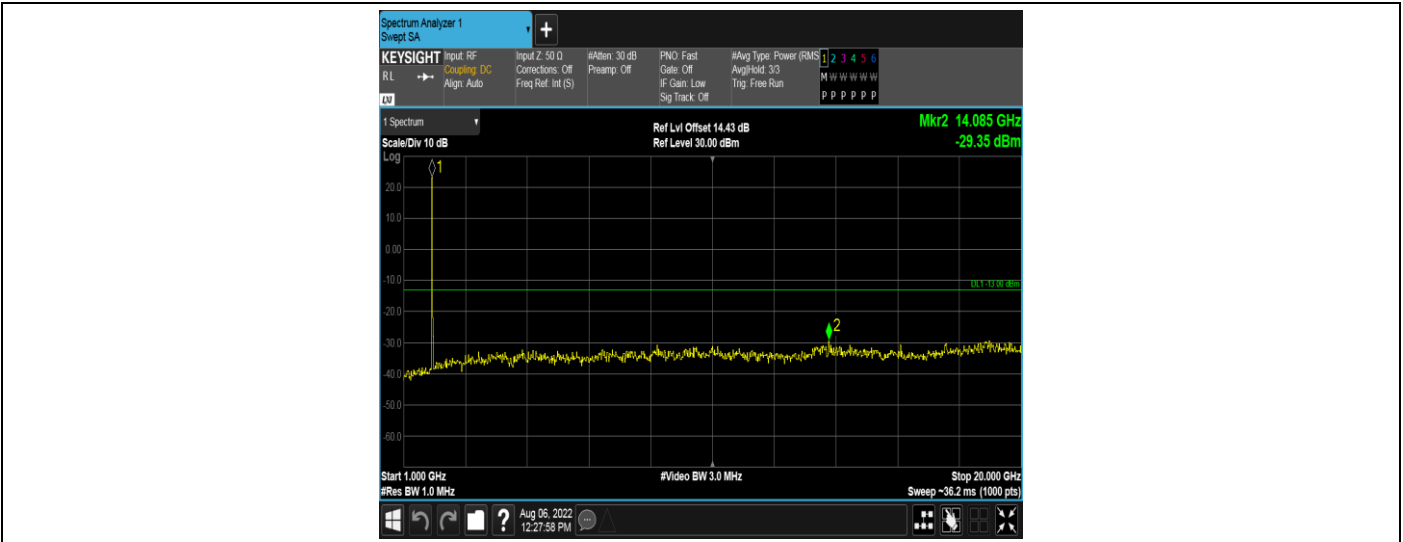 Spectrum Analyzer 1
Swept SA
+
KEYSIGHT
RL
Input: RF
Coupling: DC
Align: Auto
Input Z: 50 Ω
Corrections: Off
Freq Ref: Int (S)
#Atten: 30 dB
Preamp: Off
PNO: Fast
Gate: Off
IF Gain: Low
Sig Track: Off
#Avg Type: Power (RMS
Avg|Hold: 3/3
Trig: Free Run
1 2 3 4 5 6
M W W W W W
P P P P P P
1 Spectrum
Scale/Div 10 dB
Ref Lvl Offset 14.43 dB
Ref Level 30.00 dBm
Mkr2 14.085 GHz
-29.35 dBm
Log
1
20.0
10.0
0.00
-10.0
DL1 -13.00 dBm
-20.0
2
-30.0
-40.0
-50.0
-60.0
Start 1.000 GHz
#Video BW 3.0 MHz
Stop 20.000 GHz
#Res BW 1.0 MHz
Sweep ~36.2 ms (1000 pts)
?
Aug 06, 2022
12:27:58 PM